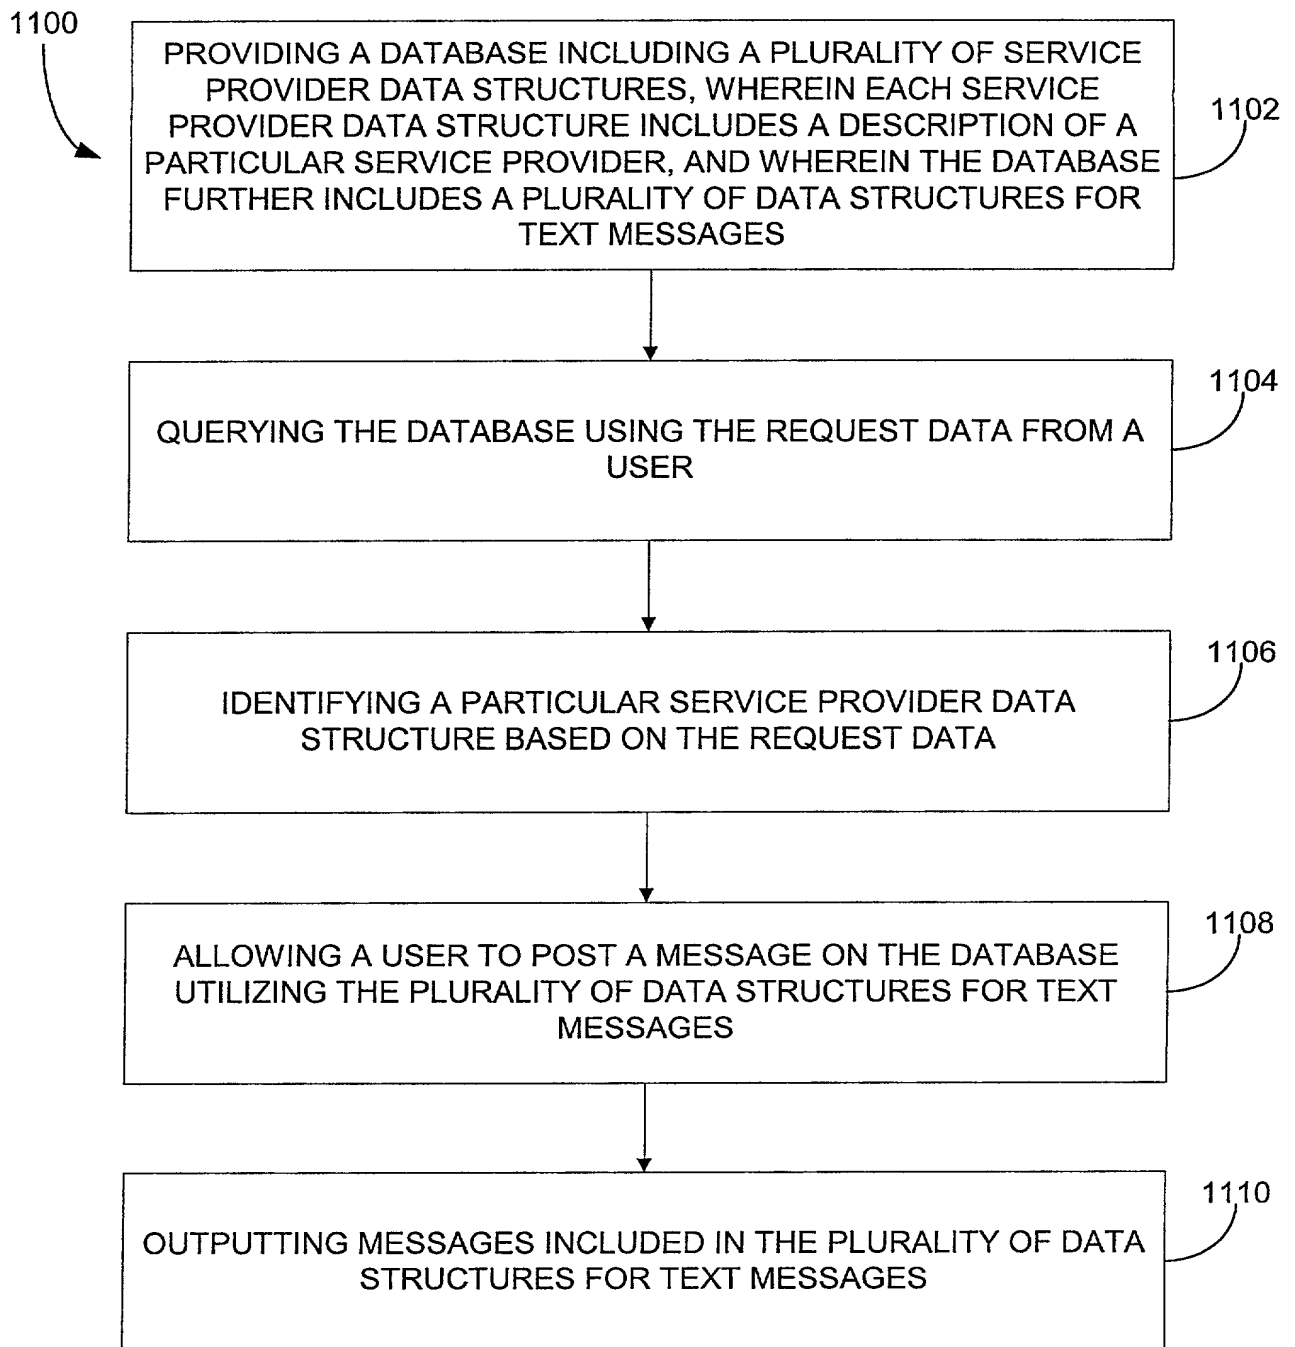 1100
PROVIDING A DATABASE INCLUDING A PLURALITY OF SERVICE
PROVIDER DATA STRUCTURES, WHEREIN EACH SERVICE
PROVIDER DATA STRUCTURE INCLUDES A DESCRIPTION OF A
PARTICULAR SERVICE PROVIDER, AND WHEREIN THE DATABASE
FURTHER INCLUDES A PLURALITY OF DATA STRUCTURES FOR
TEXT MESSAGES
1102
QUERYING THE DATABASE USING THE REQUEST DATA FROM A
USER
1104
IDENTIFYING A PARTICULAR SERVICE PROVIDER DATA
STRUCTURE BASED ON THE REQUEST DATA
1106
ALLOWING A USER TO POST A MESSAGE ON THE DATABASE
UTILIZING THE PLURALITY OF DATA STRUCTURES FOR TEXT
MESSAGES
1108
OUTPUTTING MESSAGES INCLUDED IN THE PLURALITY OF DATA
STRUCTURES FOR TEXT MESSAGES
1110